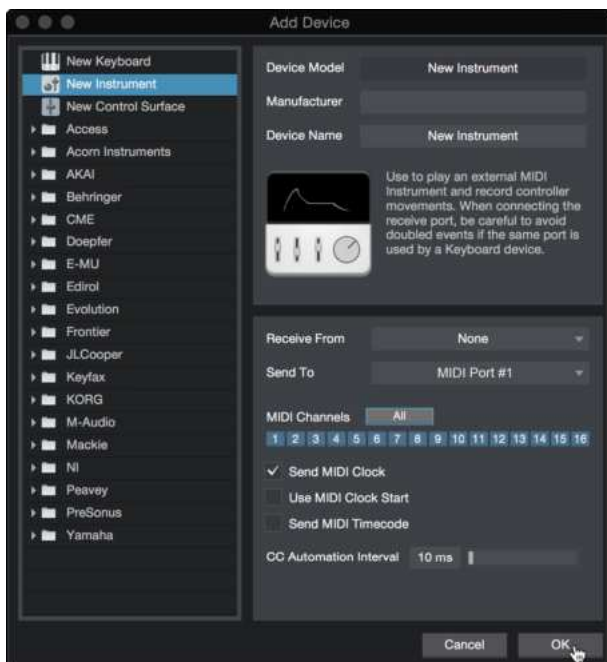 Add Device
New Keyboard
New Instrument
New Control Surface
Access
Acorn Instruments
AKAI
Behringer
CME
Doepfer
E-MU
Edirol
Evolution
Frontier
JLCooper
Keyfax
KORG
M-Audio
Mackie
NI
Peavey
PreSonus
Yamaha
Device Model New Instrument
Manufacturer
Device Name New Instrument
Use to play an external MIDI
Instrument and record controller
movements. When connecting the
receive port, be careful to avoid
doubled events if the same port is
used by a Keyboard device.
Receive From None
Send To MIDI Port #1
MIDI Channels All
1 2 3 4 5 6 7 8 9 10 11 12 13 14 15 16
Send MIDI Clock
Use MIDI Clock Start
Send MIDI Timecode
CC Automation Interval 10 ms
Cancel OK